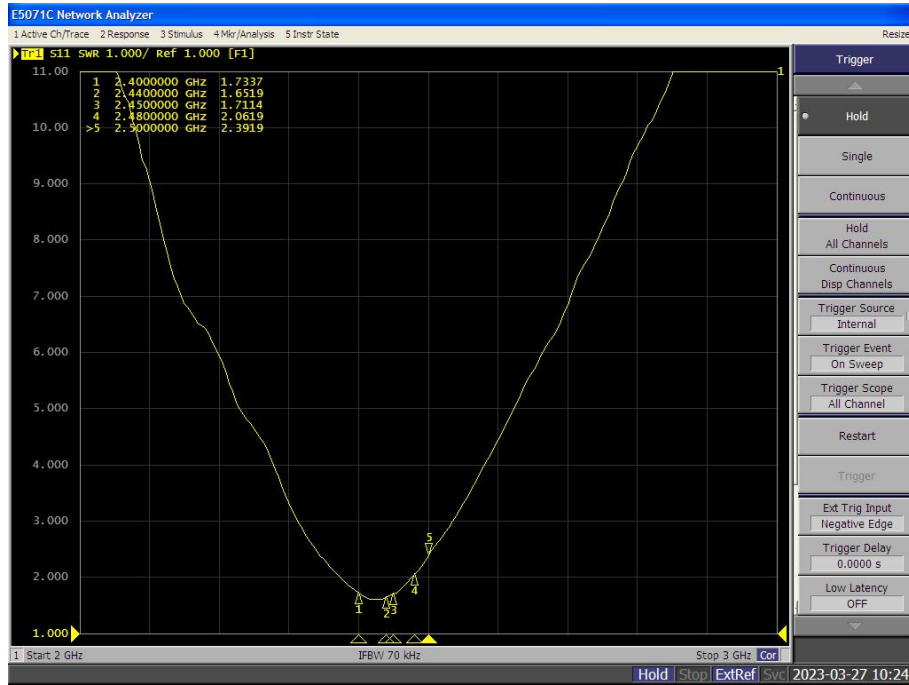 E5071C Network Analyzer
1 Active Ch/Trace 2 Response 3 Stimulus 4 Mkr/Analysis 5 Instr State
Resize
Tr1 S11 SWR 1.000/ Ref 1.000 [F1]
11.00
1 2.4000000 GHz 1.7337
2 2.4400000 GHz 1.6519
3 2.4500000 GHz 1.7114
4 2.4800000 GHz 2.0619
>5 2.5000000 GHz 2.3919
1
10.00
9.000
8.000
7.000
6.000
5.000
4.000
3.000
2.000
1.000
5
1
2
3
4
1 Start 2 GHz
IFBW 70 kHz
Stop 3 GHz Cor
Trigger
Hold
Single
Continuous
Hold
All Channels
Continuous
Disp Channels
Trigger Source
Internal
Trigger Event
On Sweep
Trigger Scope
All Channel
Restart
Trigger
Ext Trig Input
Negative Edge
Trigger Delay
0.0000 s
Low Latency
OFF
Hold Stop ExtRef Svc 2023-03-27 10:24